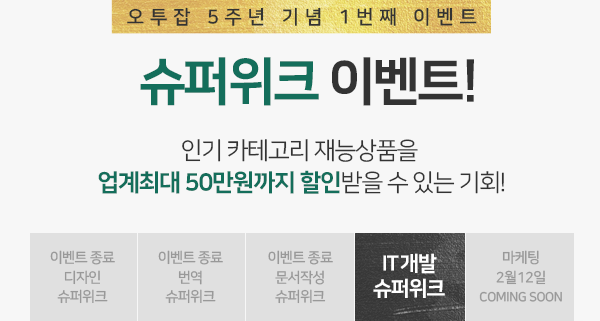 오투잡 5주년 기념 1번째 이벤트
슈퍼위크 이벤트!
인기 카테고리 재능상품을
업계최대 50만원까지 할인받을 수 있는 기회!
이벤트 종료
디자인
슈퍼위크
이벤트 종료
번역
슈퍼위크
이벤트 종료
문서작성
슈퍼위크
IT개발
슈퍼위크
마케팅
2월12일
COMING SOON